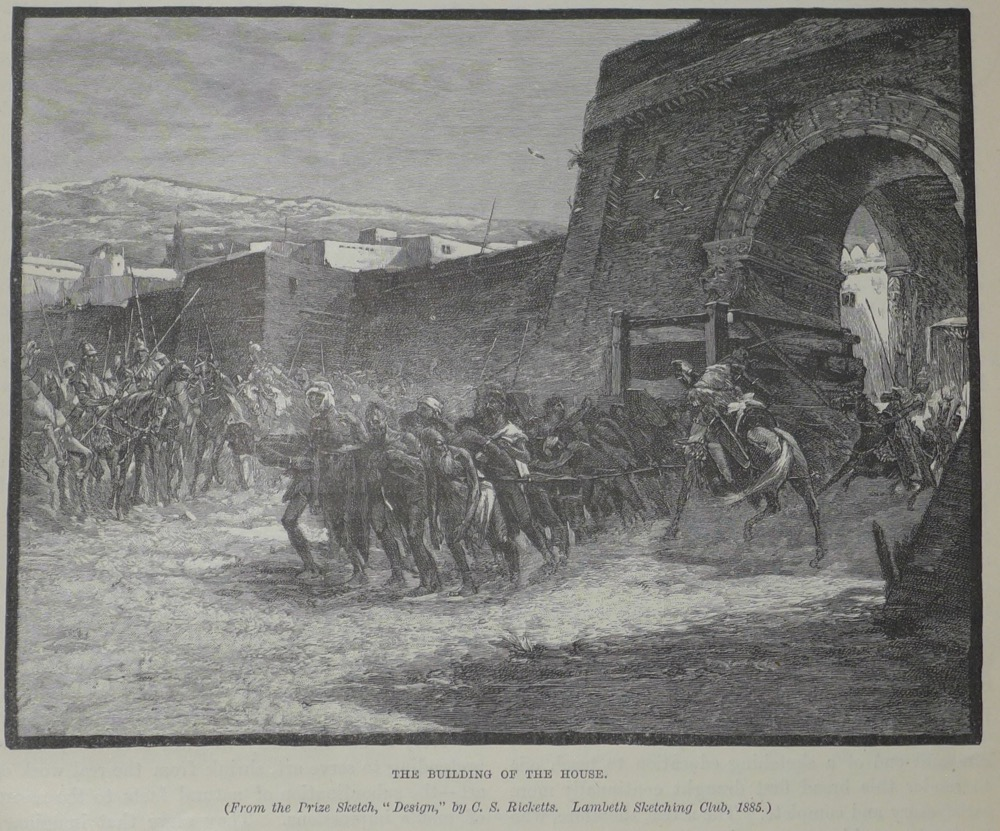 THE BUILDING OF THE HOUSE.
(From the Prize Sketch, "Design," by C. S. Ricketts. Lambeth Sketching Club, 1885.)